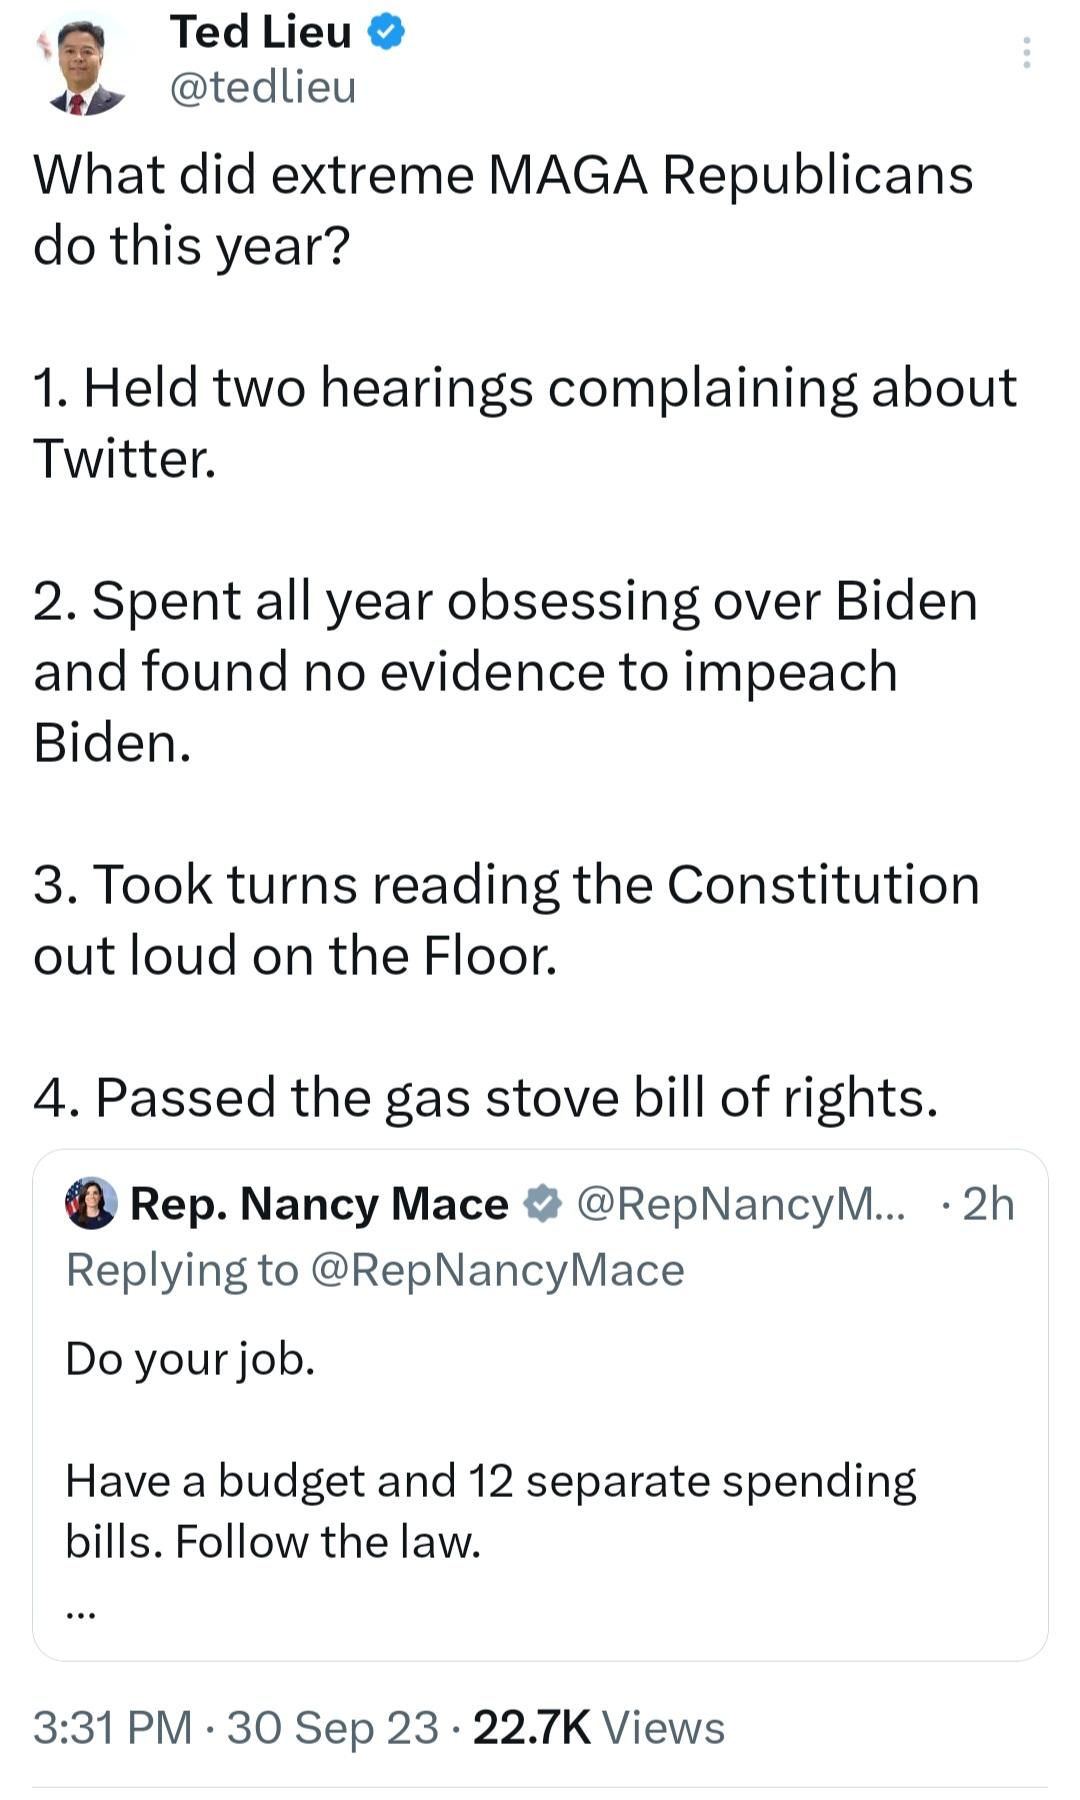 Ted Lieu
@tedlieu
What did extreme MAGA Republicans
do this year?
1. Held two hearings complaining about
Twitter.
2. Spent all year obsessing over Biden
and found no evidence to impeach
Biden.
3. Took turns reading the Constitution
out loud on the Floor.
4. Passed the gas stove bill of rights.
Rep. Nancy Mace @RepNancyM... · 2h
Replying to @RepNancyMace
Do your job.
Have a budget and 12 separate spending
bills. Follow the law.
...
3:31 PM · 30 Sep 23 · 22.7K Views